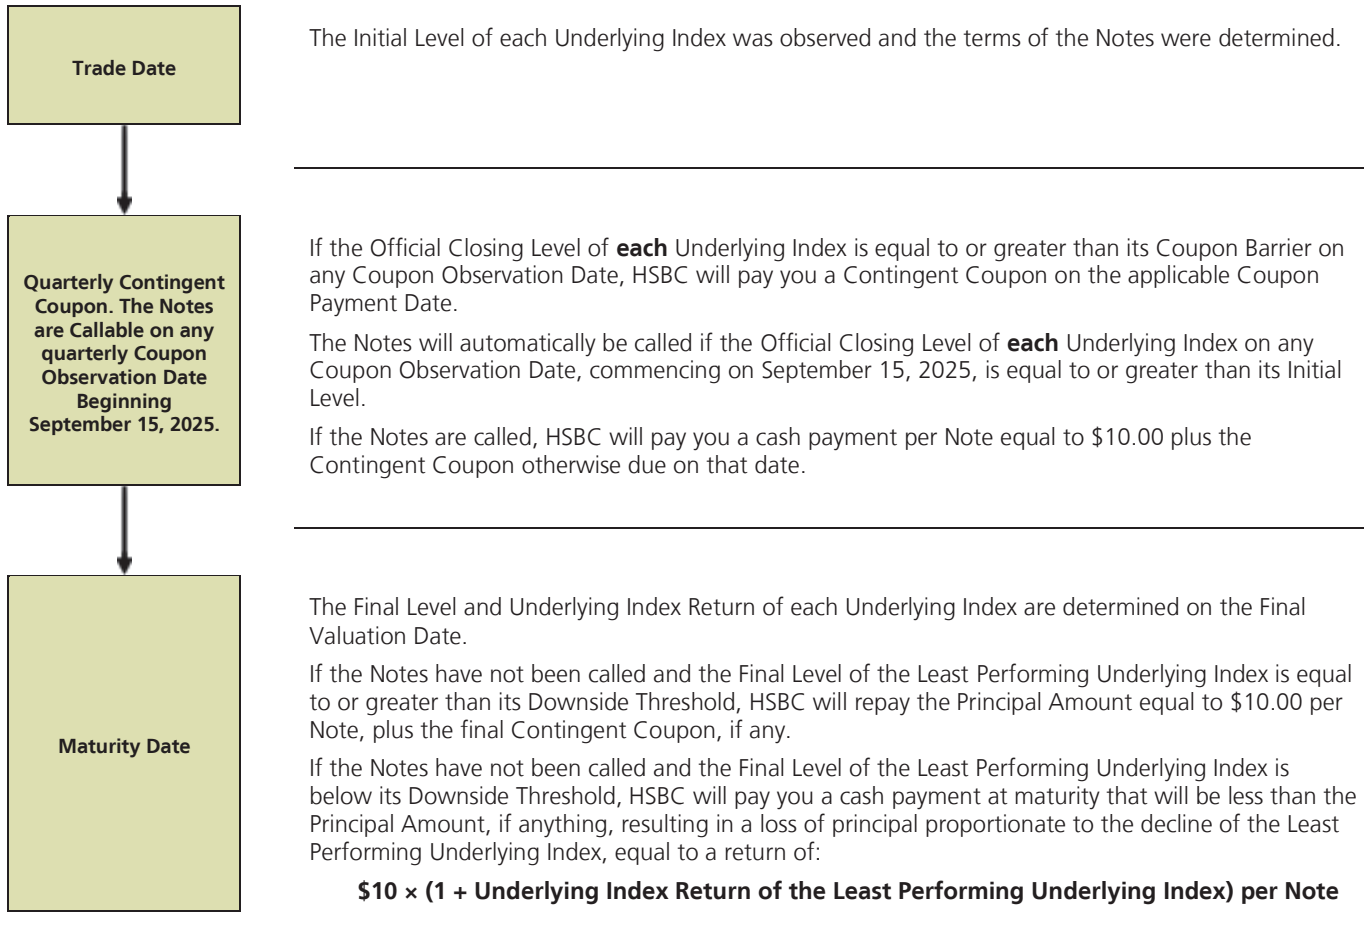 Trade Date
The Initial Level of each Underlying Index was observed and the terms of the Notes were determined.
Quarterly Contingent
Coupon. The Notes
are Callable on any
quarterly Coupon
Observation Date
Beginning
September 15, 2025.
If the Official Closing Level of each Underlying Index is equal to or greater than its Coupon Barrier on
any Coupon Observation Date, HSBC will pay you a Contingent Coupon on the applicable Coupon
Payment Date.
The Notes will automatically be called if the Official Closing Level of each Underlying Index on any
Coupon Observation Date, commencing on September 15, 2025, is equal to or greater than its Initial
Level.
If the Notes are called, HSBC will pay you a cash payment per Note equal to $10.00 plus the
Contingent Coupon otherwise due on that date.
Maturity Date
The Final Level and Underlying Index Return of each Underlying Index are determined on the Final
Valuation Date.
If the Notes have not been called and the Final Level of the Least Performing Underlying Index is equal
to or greater than its Downside Threshold, HSBC will repay the Principal Amount equal to $10.00 per
Note, plus the final Contingent Coupon, if any.
If the Notes have not been called and the Final Level of the Least Performing Underlying Index is
below its Downside Threshold, HSBC will pay you a cash payment at maturity that will be less than the
Principal Amount, if anything, resulting in a loss of principal proportionate to the decline of the Least
Performing Underlying Index, equal to a return of:
$10 × (1 + Underlying Index Return of the Least Performing Underlying Index) per Note